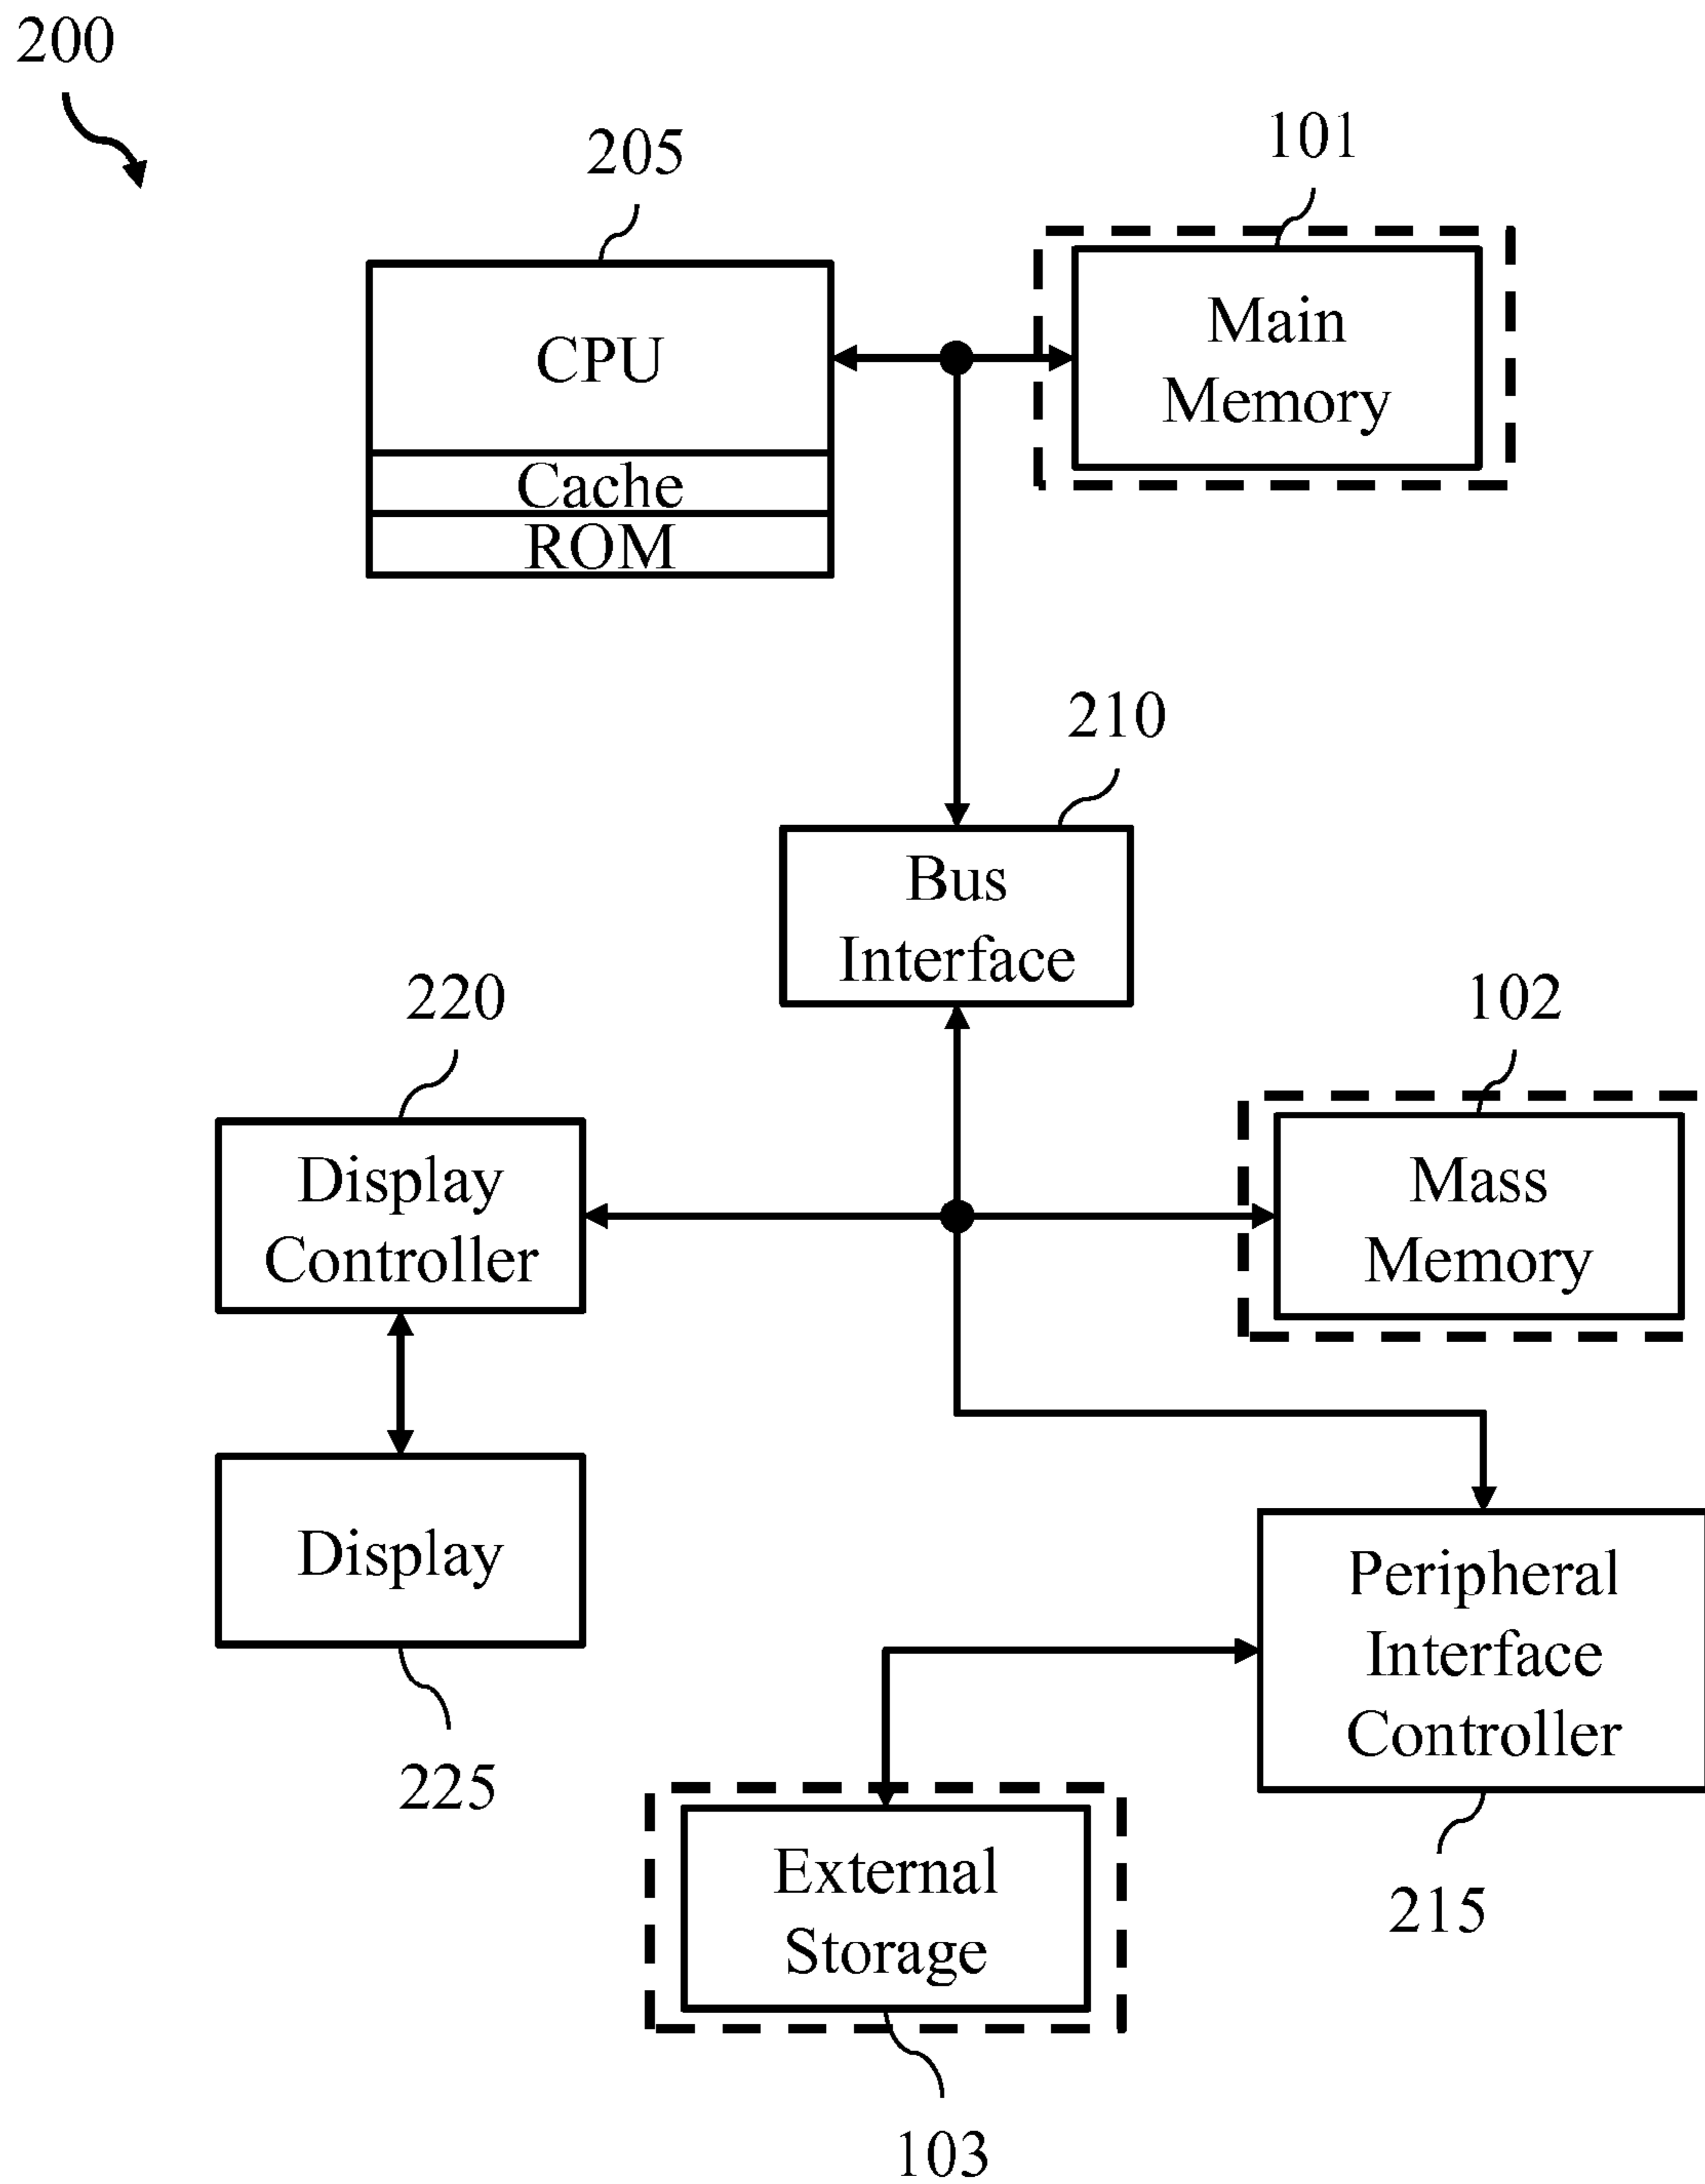 200
205
101
CPU
Main
Memory
Cache
ROM
210
Bus
Interface
220
102
Display
Controller
Mass
Memory
Display
Peripheral
Interface
Controller
225
External
Storage
215
103